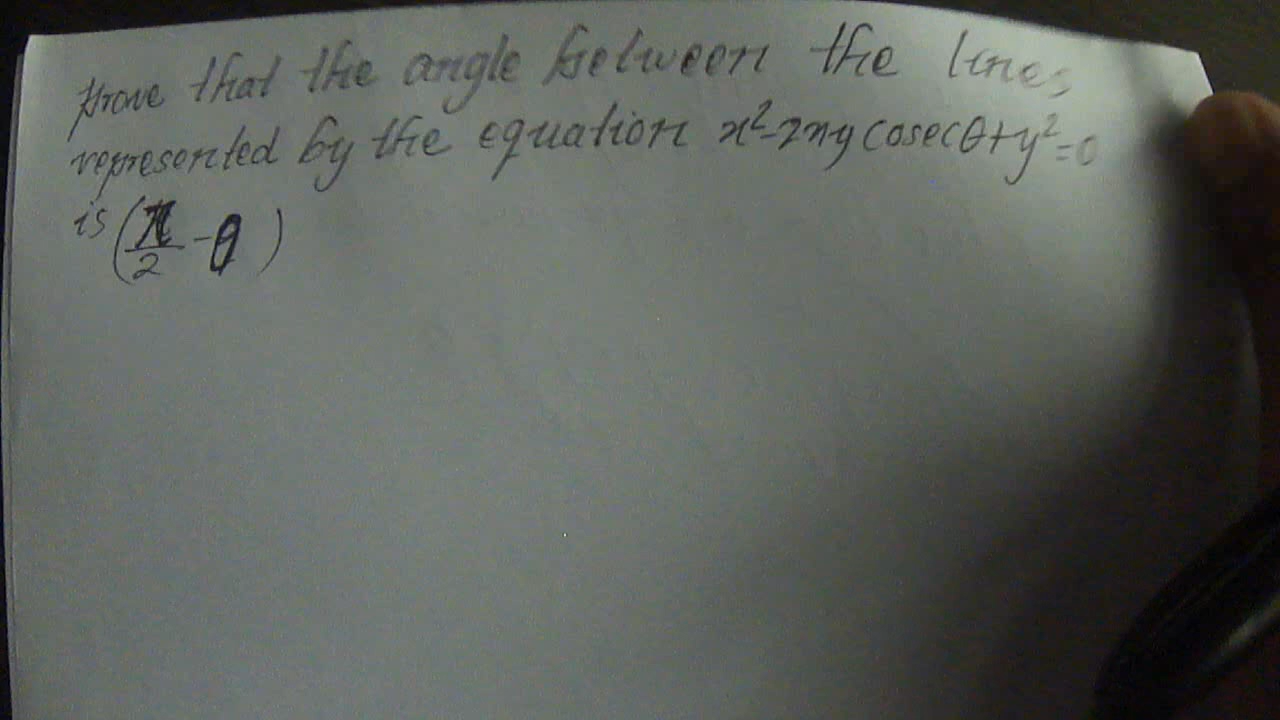 prove that the angle between the lines
represented by the equation x²-2xy cosecθ+y²=0
is (π/2 - θ)